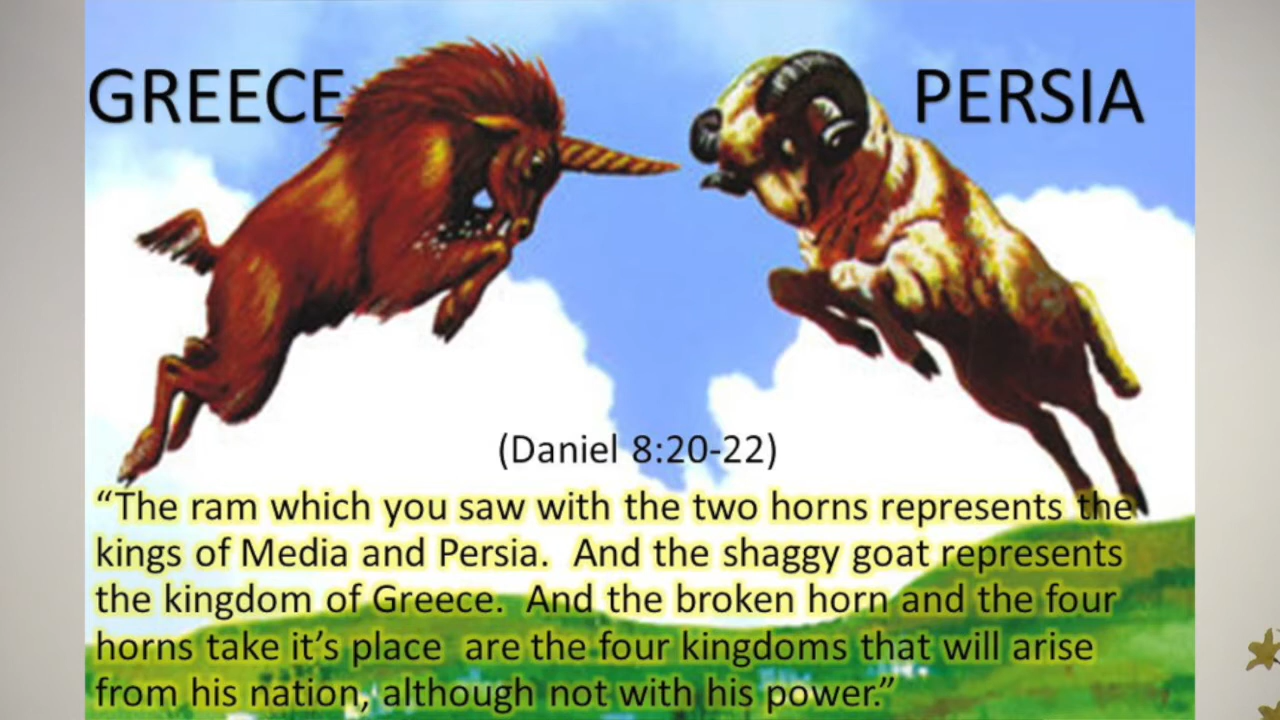 GREECE
PERSIA
(Daniel 8:20-22)
“The ram which you saw with the two horns represents the
kings of Media and Persia.  And the shaggy goat represents
the kingdom of Greece.  And the broken horn and the four
horns take it’s place  are the four kingdoms that will arise
from his nation, although not with his power.”